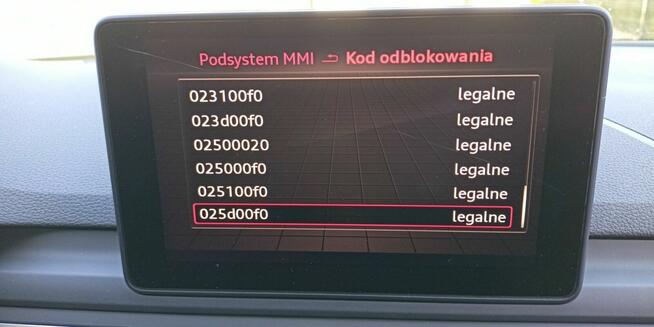 Podsystem MMI ⮌ Kod odblokowania
023100f0 legalne
023d00f0 legalne
02500020 legalne
025000f0 legalne
025100f0 legalne
025d00f0 legalne